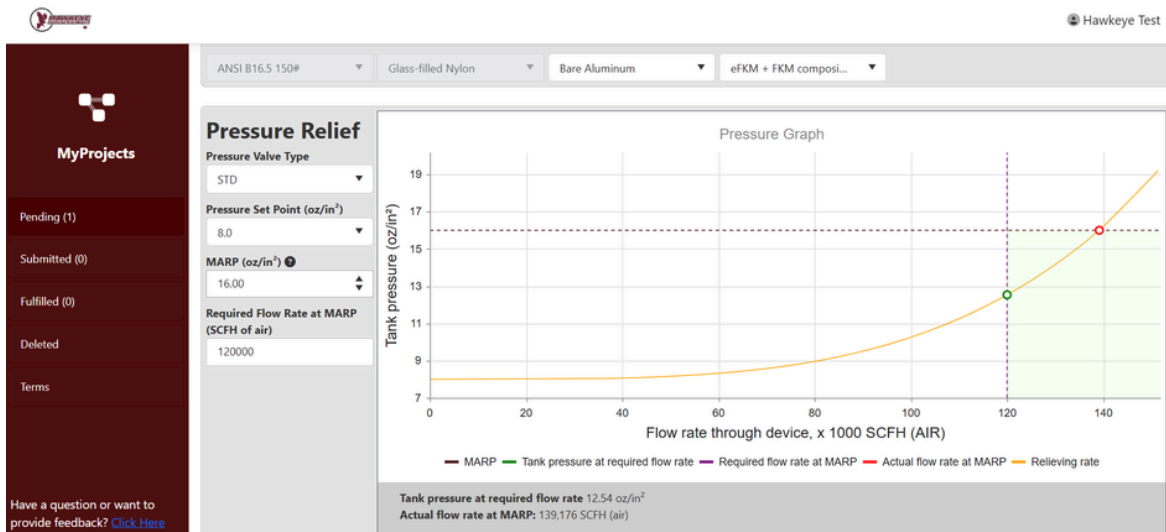 HAWKEYE
Hawkeye Test
ANSI B16.5 150#
Glass-filled Nylon
Bare Aluminum
eFKM + FKM composi...
MyProjects
Pending (1)
Submitted (0)
Fulfilled (0)
Deleted
Terms
Have a question or want to
provide feedback? Click Here
Pressure Relief
Pressure Valve Type
STD
Pressure Set Point (oz/in²)
8.0
MARP (oz/in²)
16.00
Required Flow Rate at MARP
(SCFH of air)
120000
Pressure Graph
Tank pressure (oz/in²)
19
17
15
13
11
9
7
0 20 40 60 80 100 120 140
Flow rate through device, x 1000 SCFH (AIR)
MARP Tank pressure at required flow rate Required flow rate at MARP Actual flow rate at MARP Relieving rate
Tank pressure at required flow rate 12.54 oz/in²
Actual flow rate at MARP: 139,176 SCFH (air)